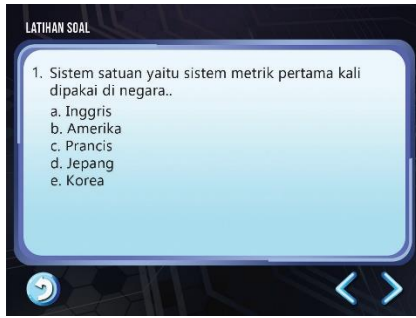 LATIHAN SOAL
1. Sistem satuan yaitu sistem metrik pertama kali
dipakai di negara..
a. Inggris
b. Amerika
c. Prancis
d. Jepang
e. Korea